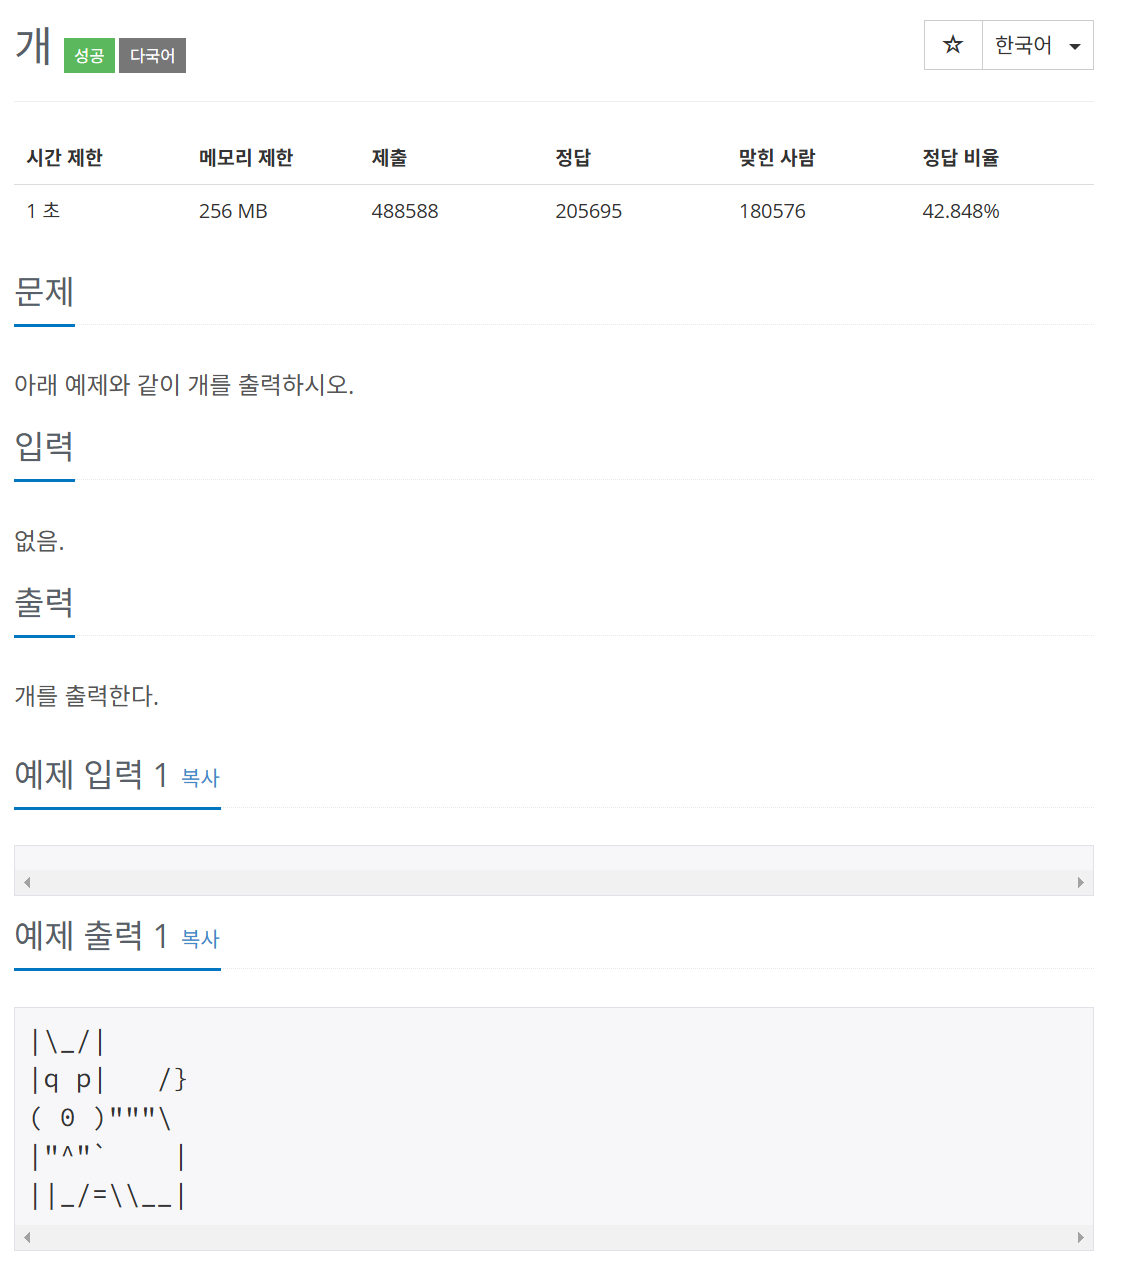 개 성공 다국어 ☆ 한국어
시간 제한 메모리 제한 제출 정답 맞힌 사람 정답 비율
1 초 256 MB 488588 205695 180576 42.848%
문제
아래 예제와 같이 개를 출력하시오.
입력
없음.
출력
개를 출력한다.
예제 입력 1 복사
예제 출력 1 복사
|\_/|
|q p|   /}
( 0 )"""\
|"^"`    |
||_/=\\__|